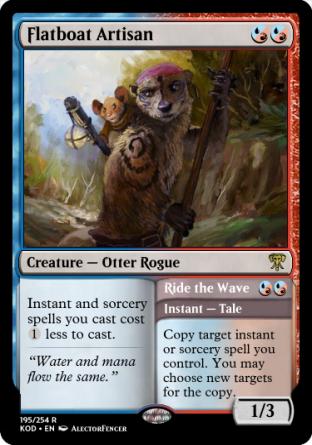 Flatboat Artisan
Creature — Otter Rogue
Instant and sorcery
spells you cast cost
1 less to cast.
“Water and mana
flow the same.”
Ride the Wave
Instant — Tale
Copy target instant
or sorcery spell you
control. You may
choose new targets
for the copy.
1/3
195/254 R
KOD • EN AlectorFencer